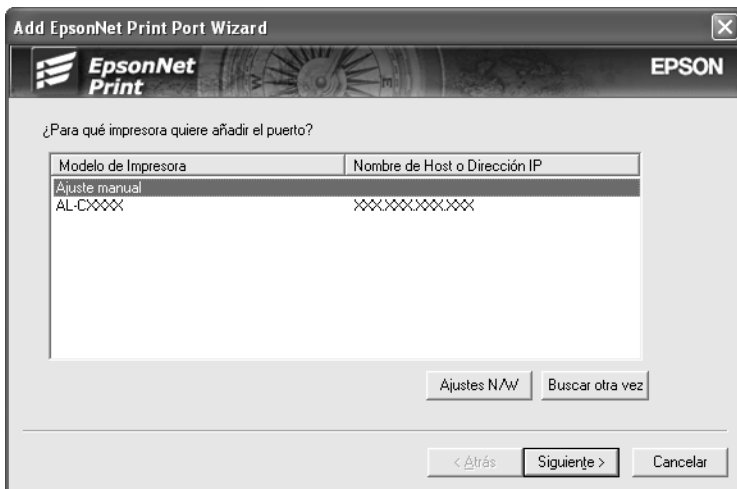 Add EpsonNet Print Port Wizard
EpsonNet
Print
EPSON
¿Para qué impresora quiere añadir el puerto?
Modelo de Impresora Nombre de Host o Dirección IP
Ajuste manual
AL-CXXXX XXX.XXX.XXX.XXX
Ajustes N/W Buscar otra vez
< Atrás Siguiente > Cancelar